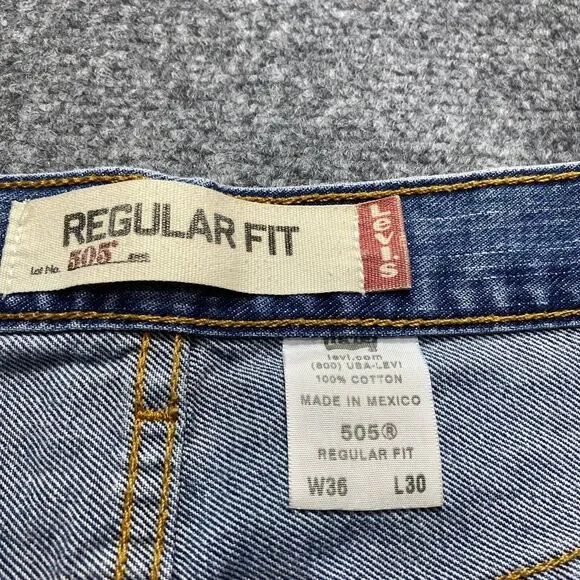 REGULAR FIT
Lot No. 505®
Levi's
levi.com
(800) USA-LEVI
100% COTTON
MADE IN MEXICO
505®
REGULAR FIT
W36 L30